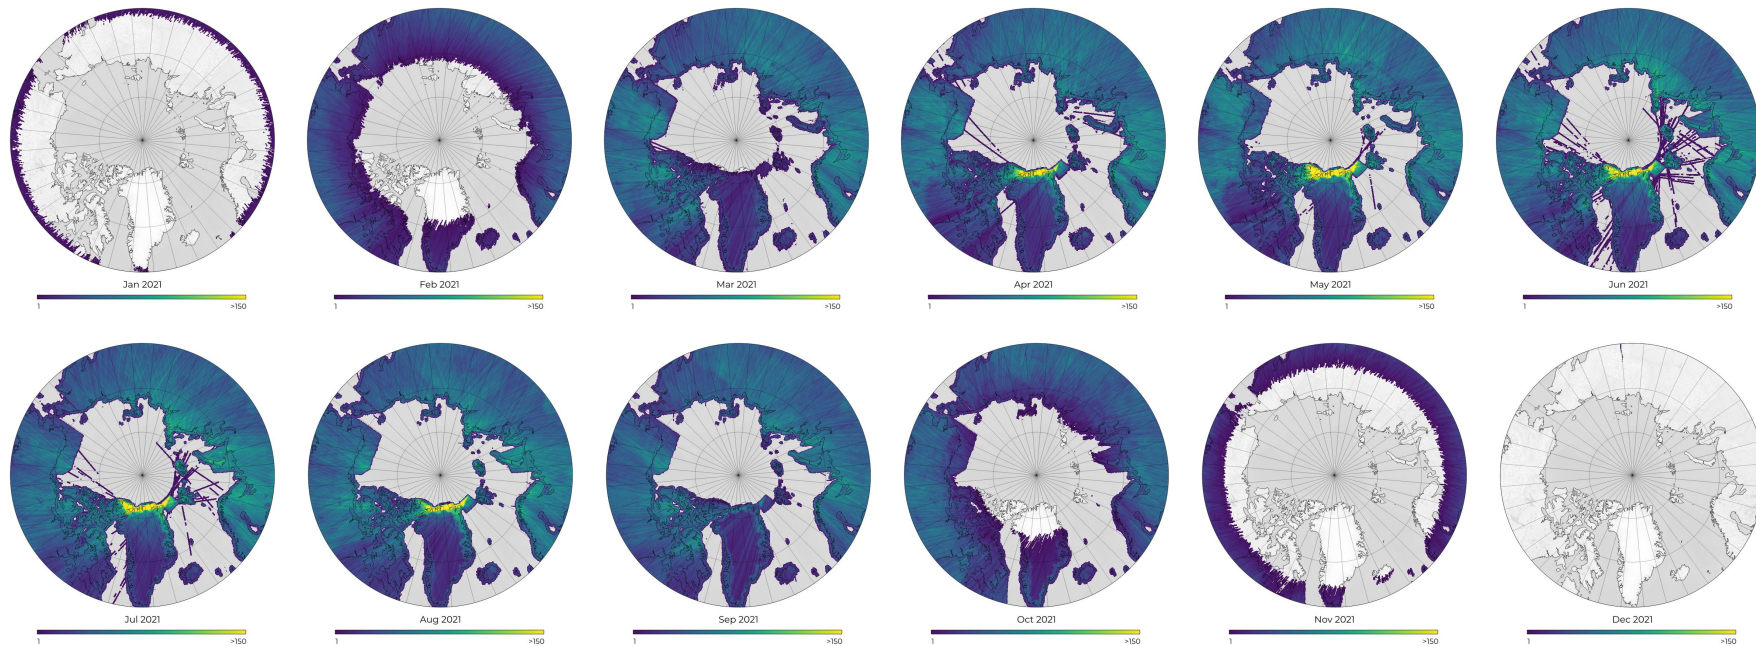 Jan 2021
Feb 2021
Mar 2021
Apr 2021
May 2021
Jun 2021
1 >150
1 >150
1 >150
1 >150
1 >150
1 >150
Jul 2021
Aug 2021
Sep 2021
Oct 2021
Nov 2021
Dec 2021
1 >150
1 >150
1 >150
1 >150
1 >150
1 >150